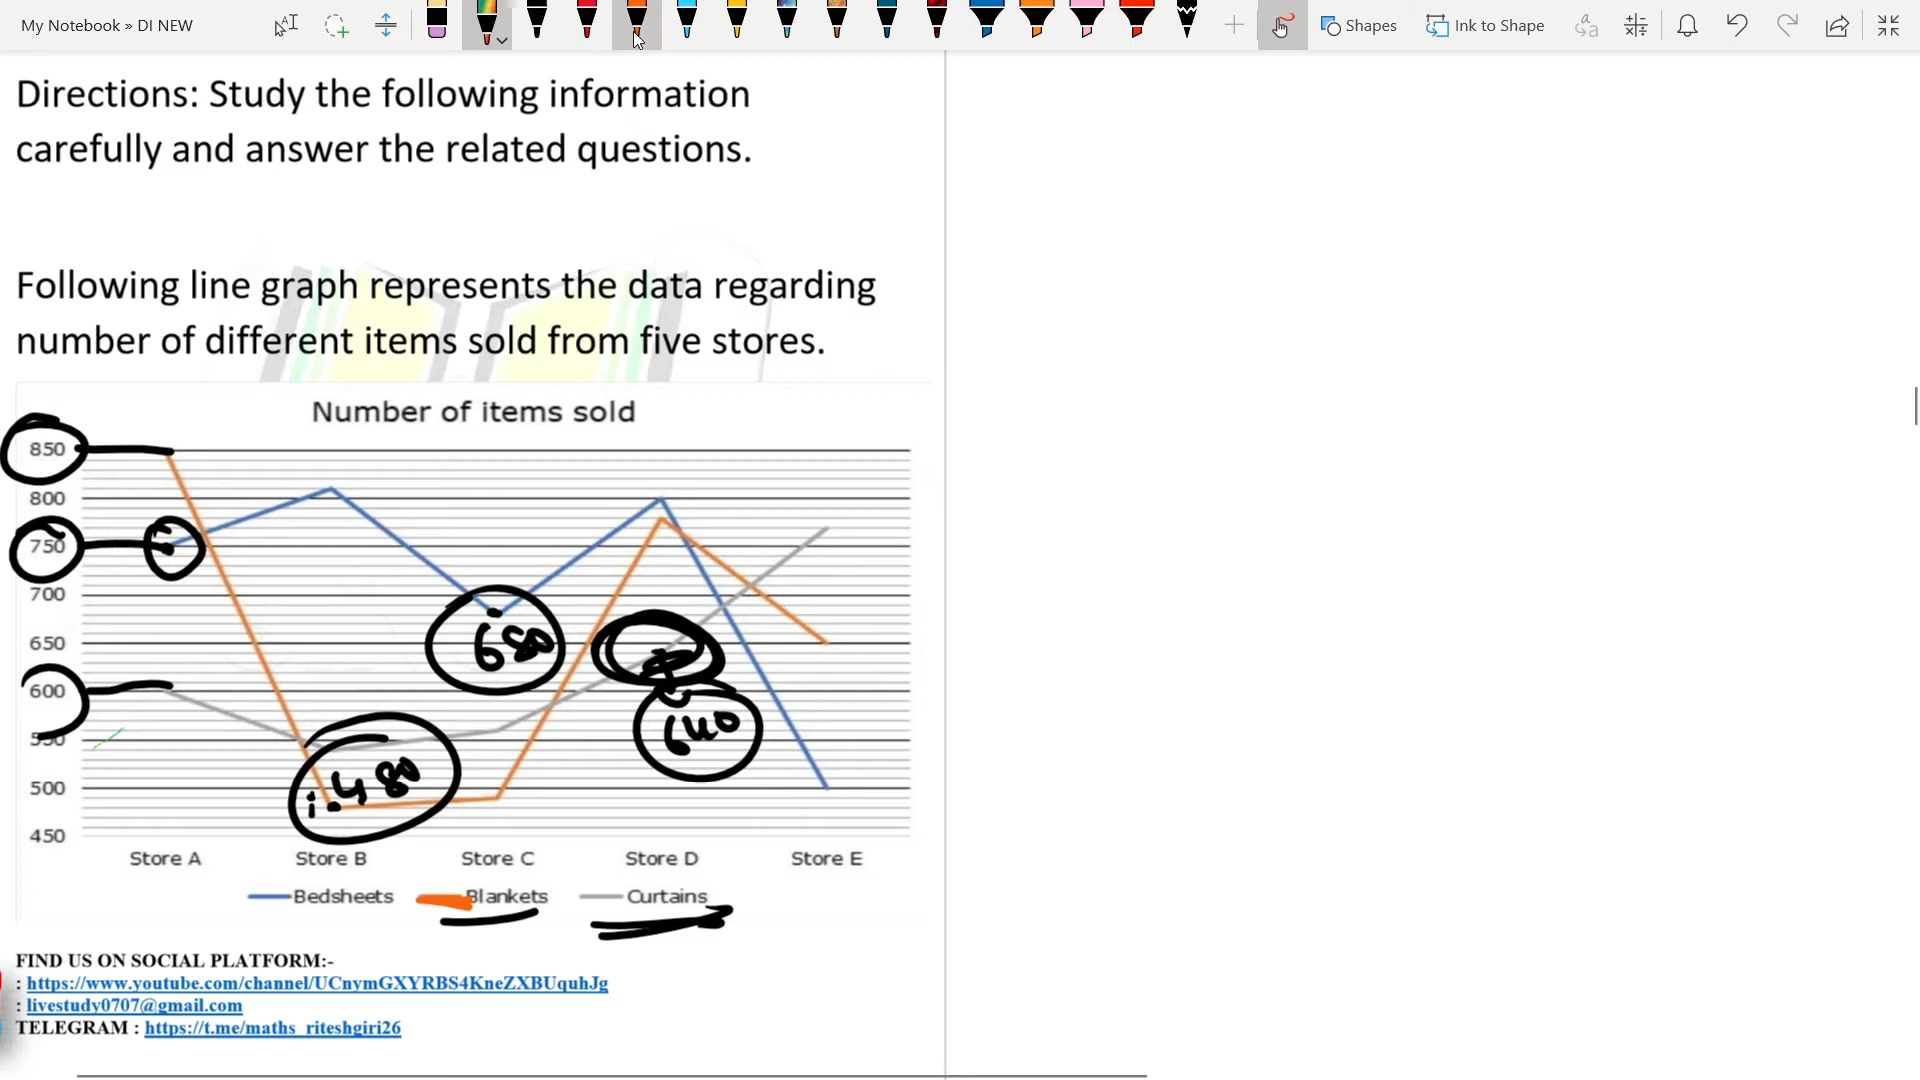 My Notebook » DI NEW
Shapes
Ink to Shape
Directions: Study the following information
carefully and answer the related questions.
Following line graph represents the data regarding
number of different items sold from five stores.
Number of items sold
850
800
750
700
650
600
550
500
450
680
640
480
Store A Store B Store C Store D Store E
Bedsheets Blankets Curtains
FIND US ON SOCIAL PLATFORM:-
: https://www.youtube.com/channel/UCnymGXYRBS4KneZXBUquhJg
: livestudy0707@gmail.com
TELEGRAM : https://t.me/maths_riteshgiri26